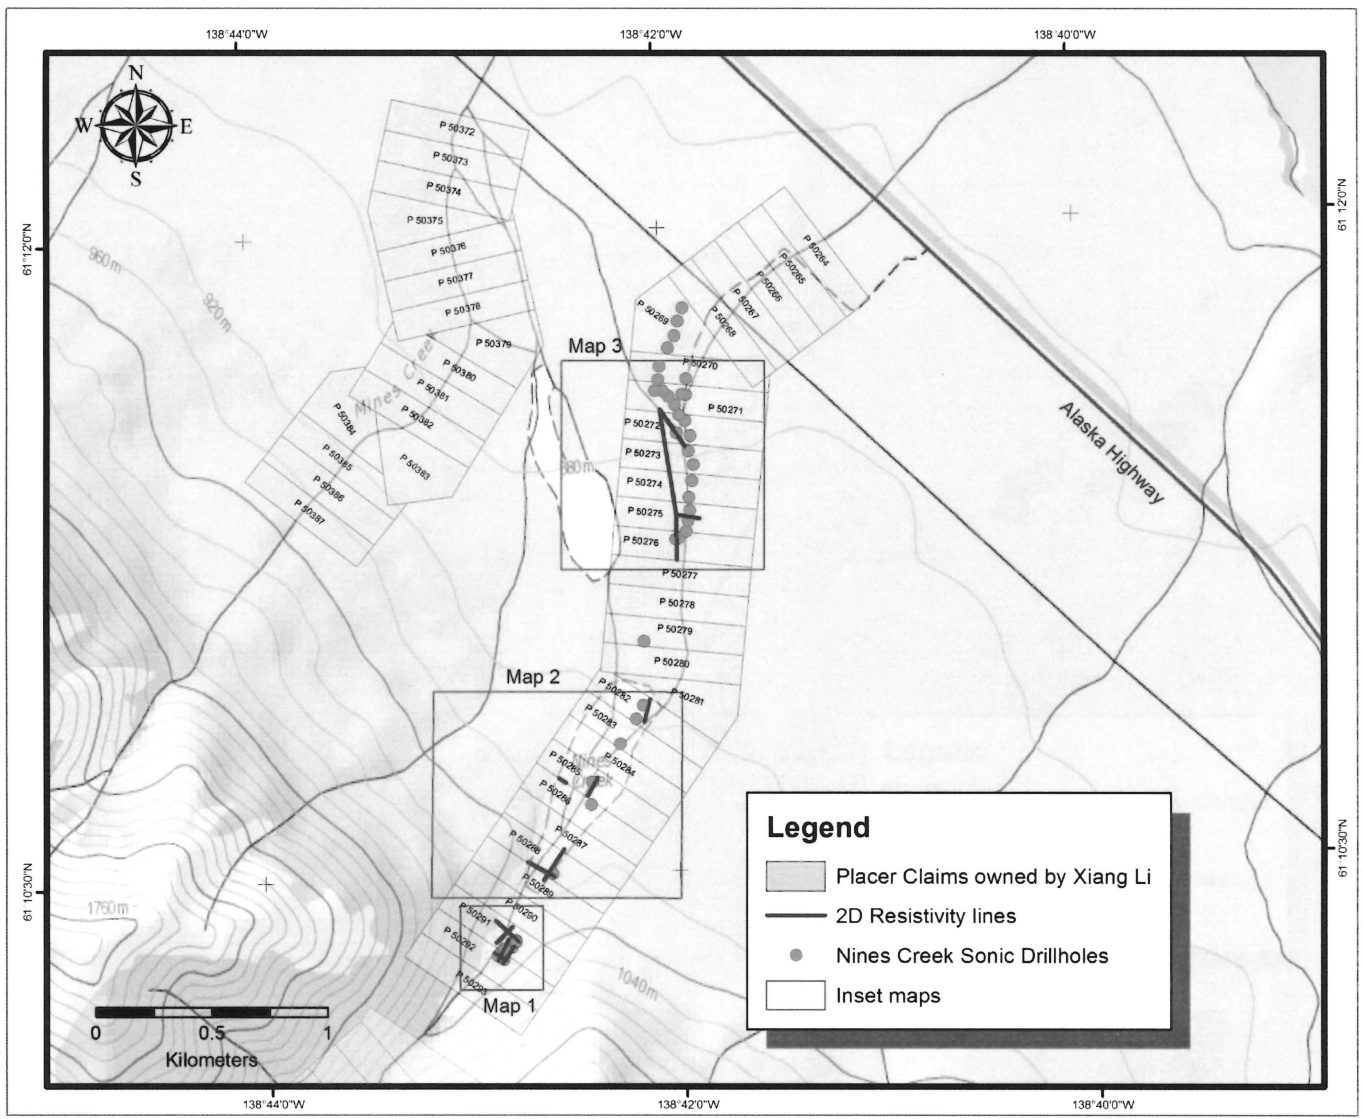 138°44'0"W
138°42'0"W
138°40'0"W
N
W
E
S
61°12'0"N
61 12'0"N
P 50372
P 50373
P 50374
P 50375
P 50376
P 50377
P 50378
P 50379
P 50380
P 50381
P 50382
P 50383
P 50384
P 50385
P 50386
P 50387
Mines Creek
960m
920m
P 50264
P 50265
P 50266
P 50267
P 50268
P 50269
Map 3
P 50270
P 50271
P 50272
P 50273
P 50274
P 50275
P 50276
880m
P 50277
P 50278
P 50279
P 50280
P 50281
Alaska Highway
Map 2
P 50282
P 50283
P 50284
P 50285
P 50286
Nines
Creek
P 50287
P 50288
P 50289
P 50290
P 50291
P 50292
P 50293
Map 1
1760m
1040m
61 10'30"N
61 10'30"N
Legend
Placer Claims owned by Xiang Li
2D Resistivity lines
Nines Creek Sonic Drillholes
Inset maps
0
0.5
1
Kilometers
138°44'0"W
138°42'0"W
138°40'0"W